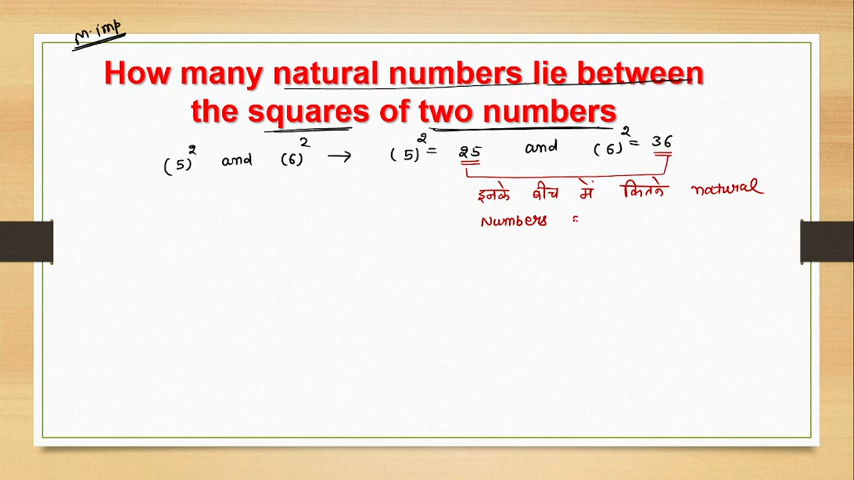 M. imp
How many natural numbers lie between
the squares of two numbers
(5)² and (6)² → (5)² = 25 and (6)² = 36
इनके बीच में कितने natural
Numbers =